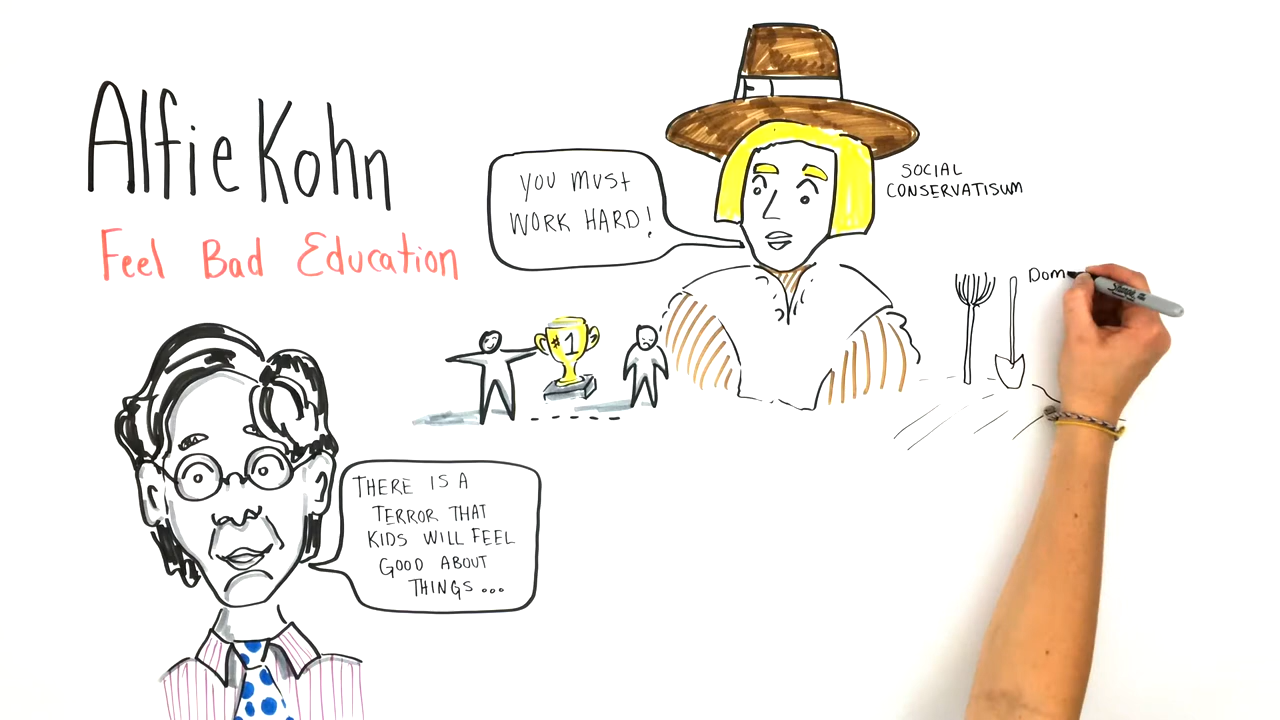 Alfie Kohn
Feel Bad Education
YOU MUST
WORK HARD!
SOCIAL
CONSERVATISUM
Dom
#1
THERE IS A
TERROR THAT
KIDS WILL FEEL
GOOD ABOUT
THINGS...